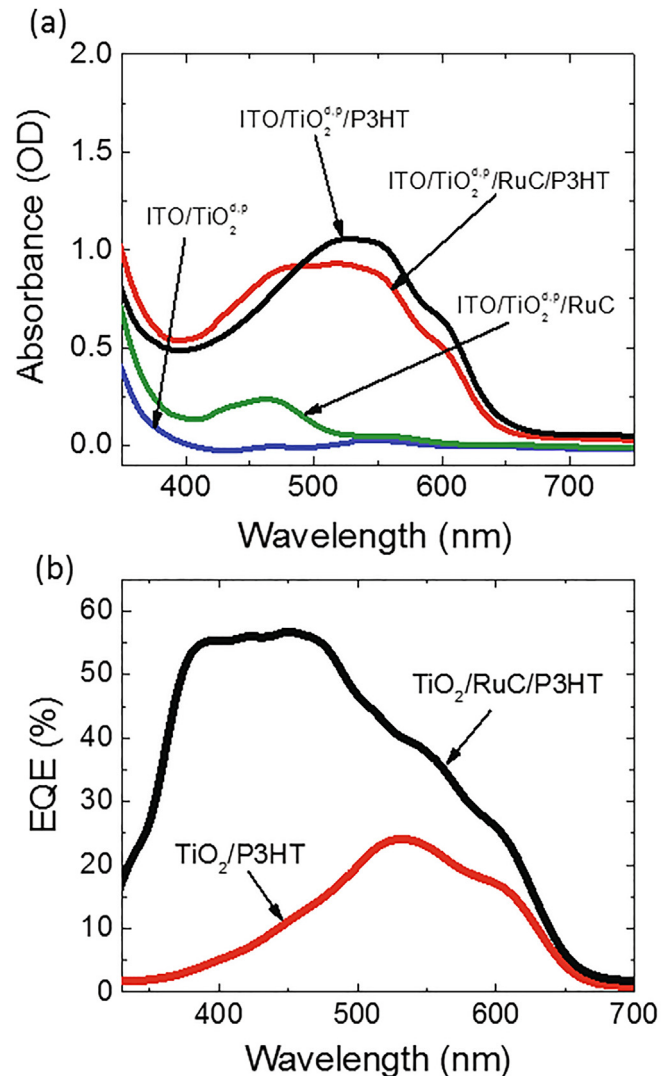 (a)
2.0
1.5
1.0
0.5
0.0
Absorbance (OD)
ITO/TiO₂ᵈ·ᵖ/P3HT
ITO/TiO₂ᵈ·ᵖ/RuC/P3HT
ITO/TiO₂ᵈ·ᵖ
ITO/TiO₂ᵈ·ᵖ/RuC
400 500 600 700
Wavelength (nm)
(b)
60
50
40
30
20
10
0
EQE (%)
TiO₂/RuC/P3HT
TiO₂/P3HT
400 500 600 700
Wavelength (nm)